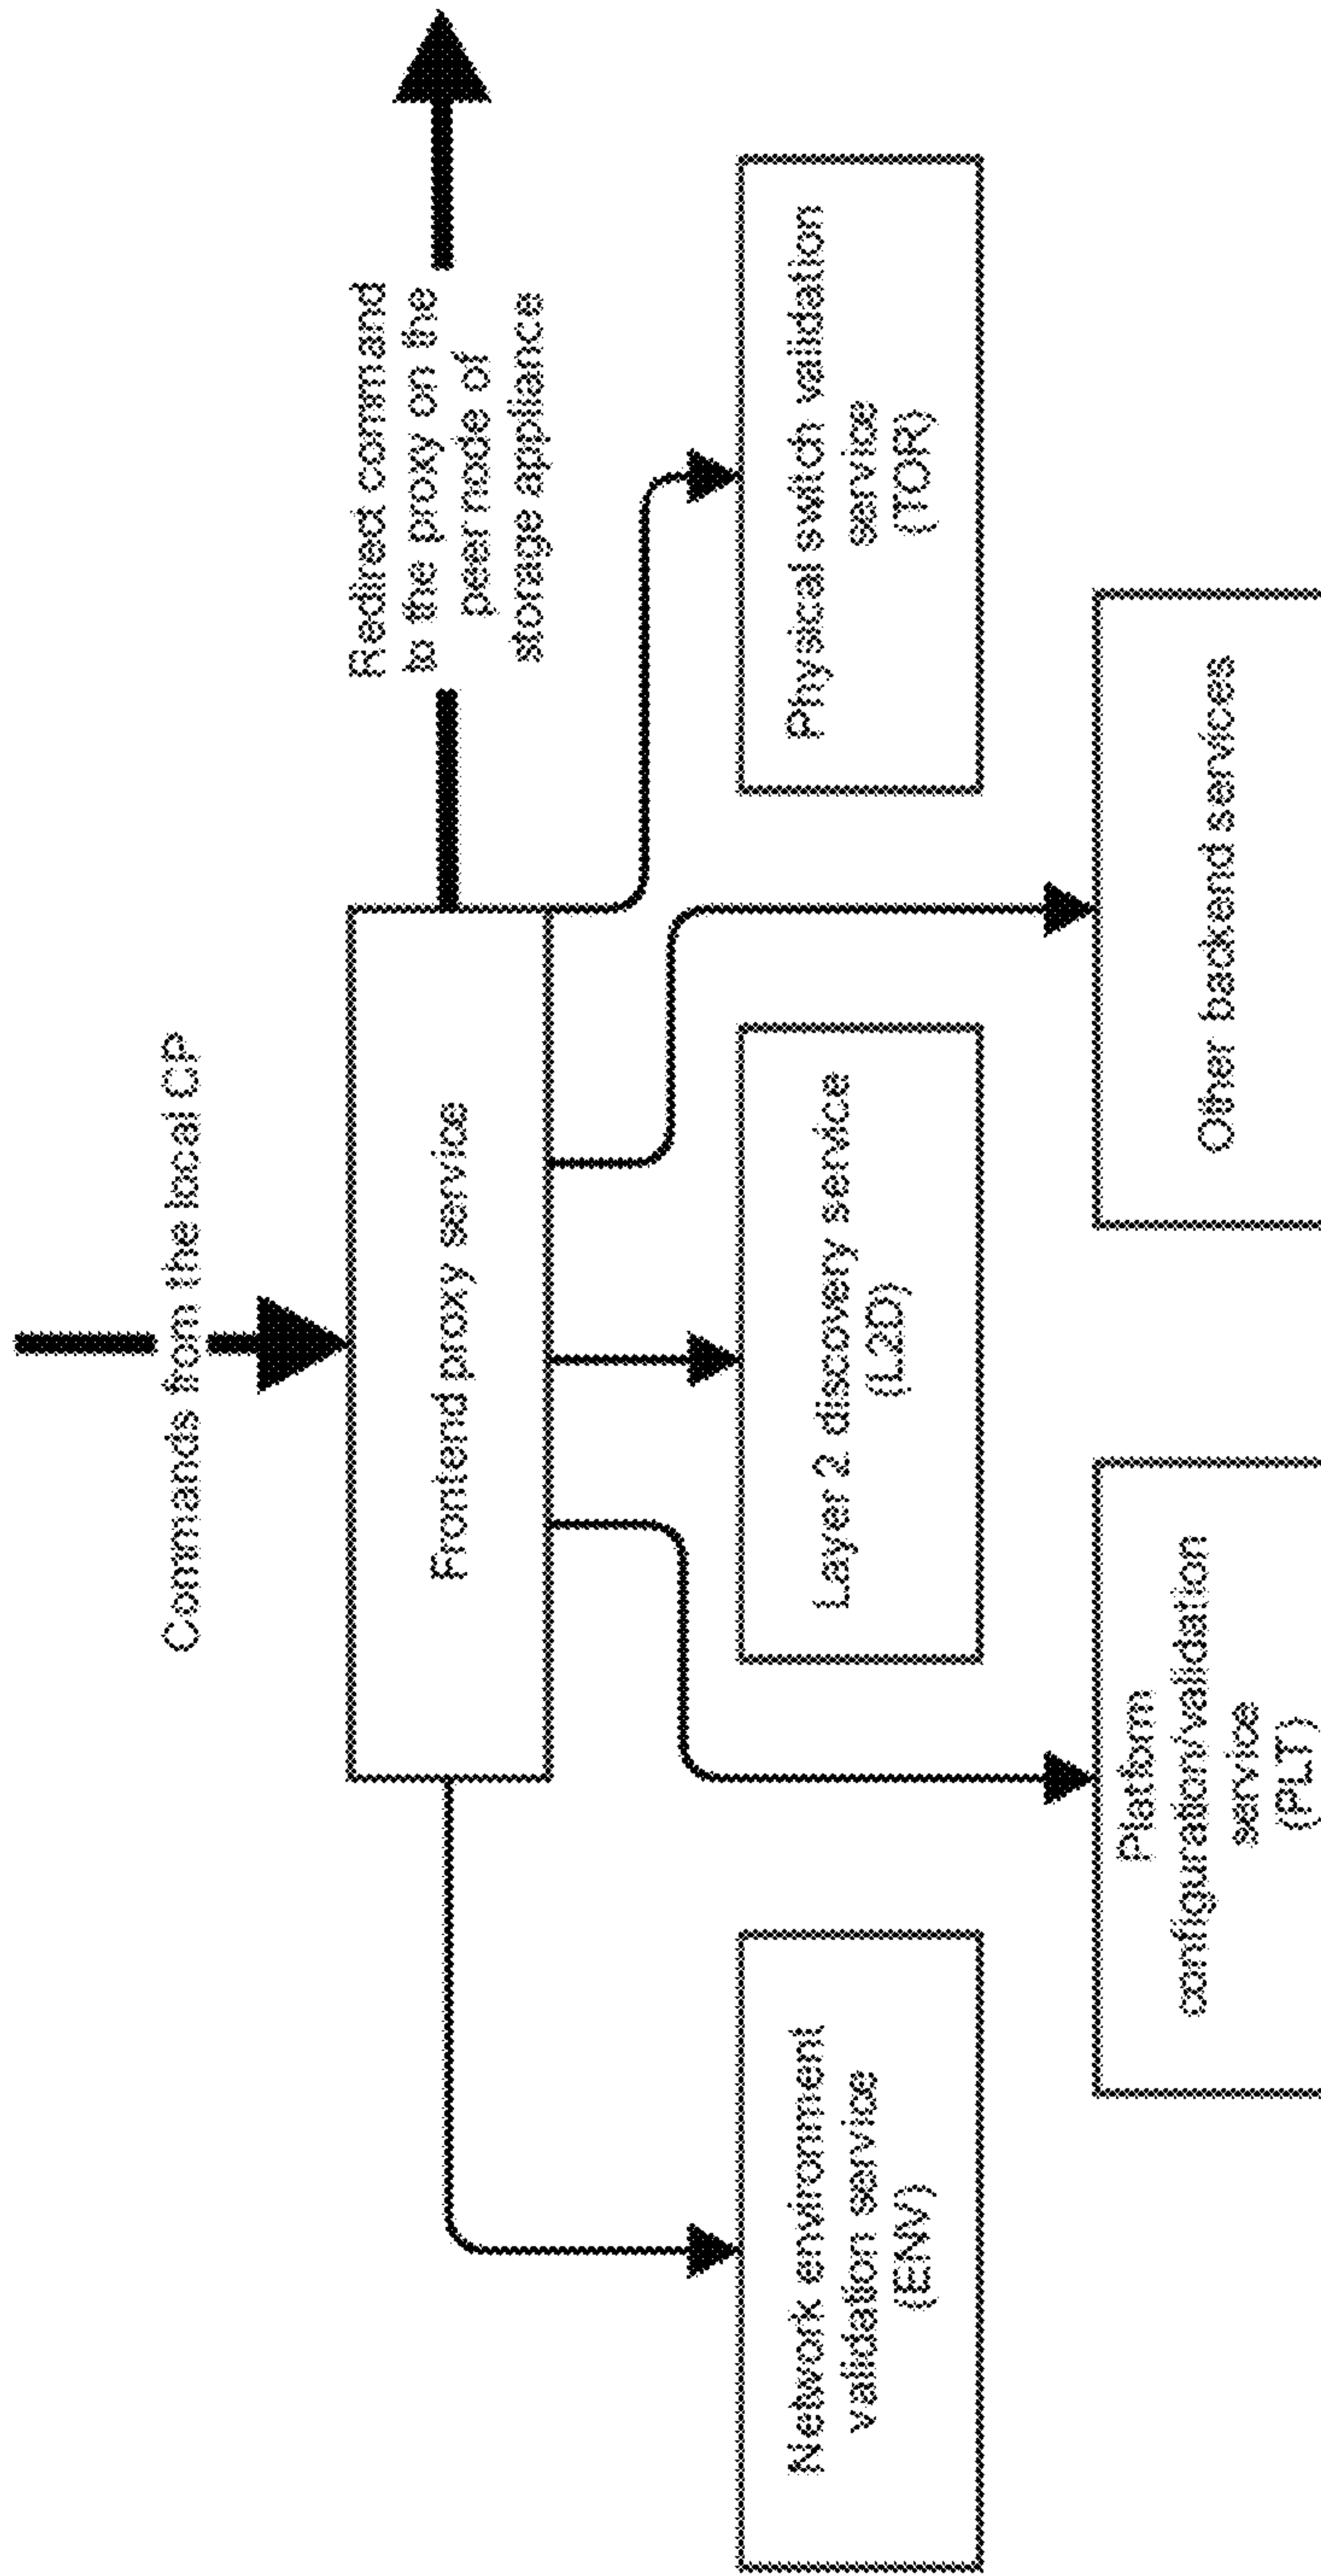 Commands from the local CP
Frontend proxy service
Redired command
to the proxy on the
peer node of
storage appliance
Network environment
validation service
(ENV)
Layer 2 discovery service
(L2D)
Physical switch validation
service
(TOR)
Platform
configuration/validation
service
(PLT)
Other backend services